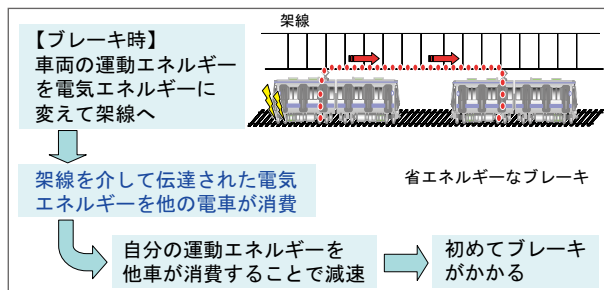 架線
【ブレーキ時】
車両の運動エネルギー
を電気エネルギーに
変えて架線へ
架線を介して伝達された電気
エネルギーを他の電車が消費
省エネルギーなブレーキ
自分の運動エネルギーを
他車が消費することで減速
初めてブレーキ
がかかる